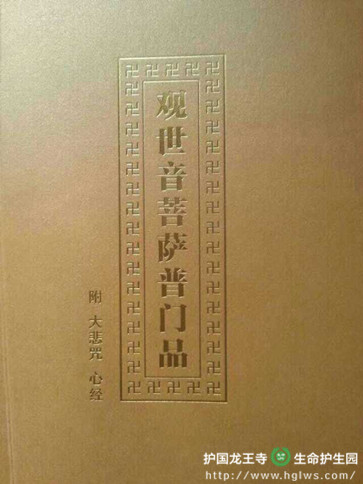 观世音菩萨普门品
附 大悲咒 心经
护国龙王寺 生命护生园
http://www.hglws.com